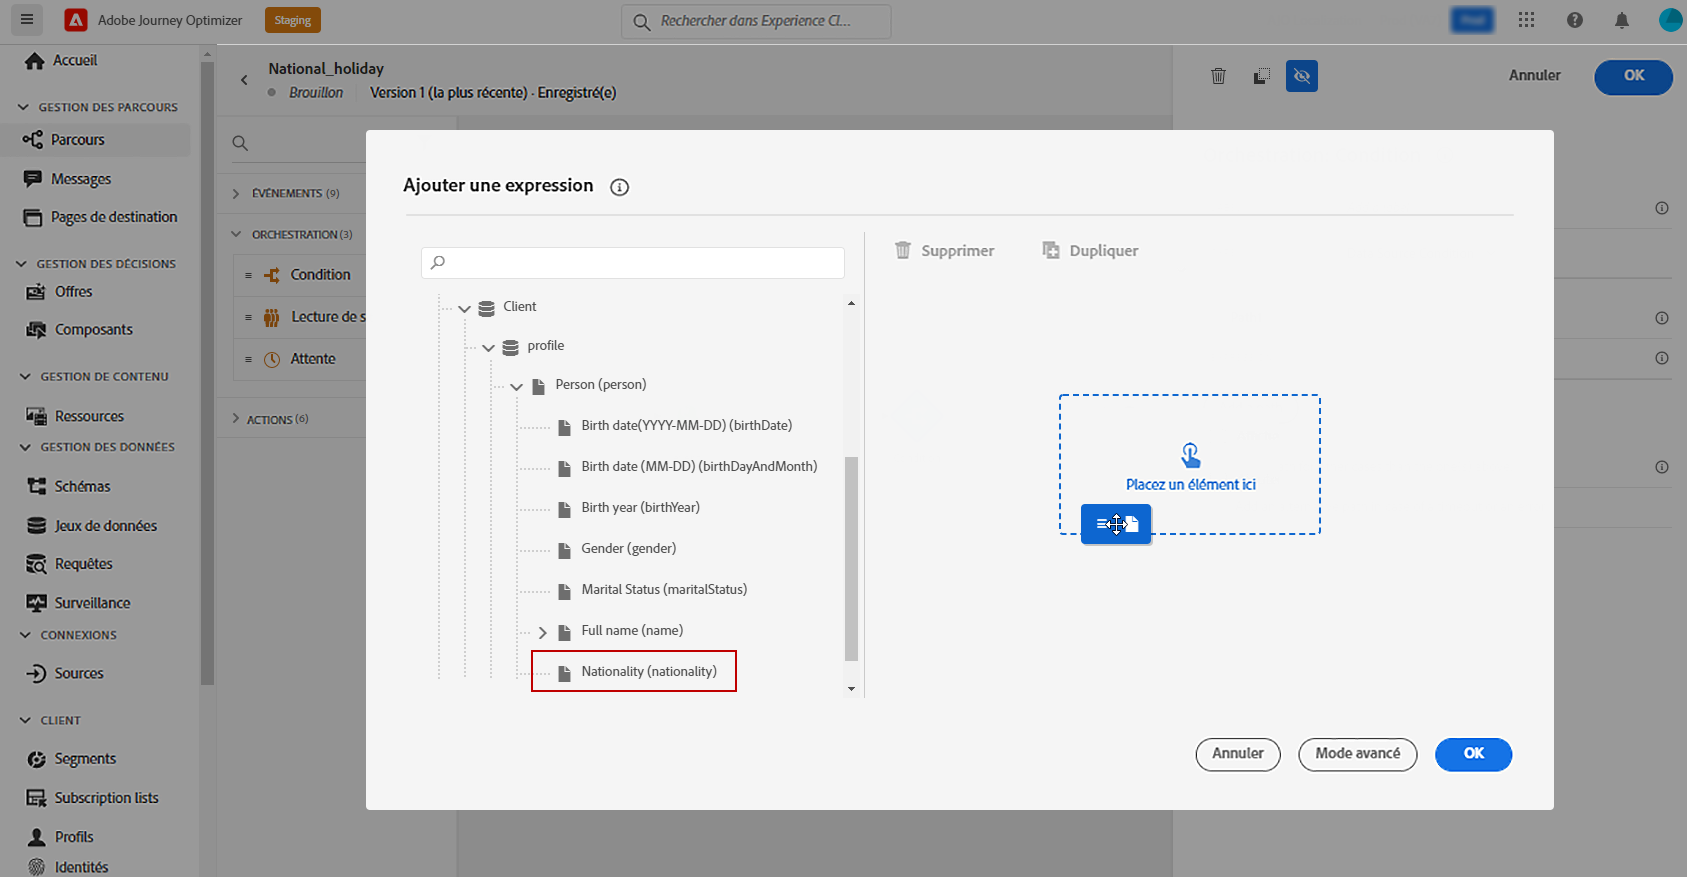 Adobe Journey Optimizer
Staging
Rechercher dans Experience Cl...
Accueil
GESTION DES PARCOURS
Parcours
Messages
Pages de destination
GESTION DES DÉCISIONS
Offres
Composants
GESTION DE CONTENU
Ressources
GESTION DES DONNÉES
Schémas
Jeux de données
Requêtes
Surveillance
CONNEXIONS
Sources
CLIENT
Segments
Subscription lists
Profils
Identités
National_holiday
Brouillon
Version 1 (la plus récente) · Enregistré(e)
Annuler
OK
ÉVÉNEMENTS (9)
ORCHESTRATION (3)
Condition
Lecture de s
Attente
ACTIONS (6)
Ajouter une expression
Client
profile
Person (person)
Birth date(YYYY-MM-DD) (birthDate)
Birth date (MM-DD) (birthDayAndMonth)
Birth year (birthYear)
Gender (gender)
Marital Status (maritalStatus)
Full name (name)
Nationality (nationality)
Supprimer
Dupliquer
Placez un élément ici
Annuler
Mode avancé
OK